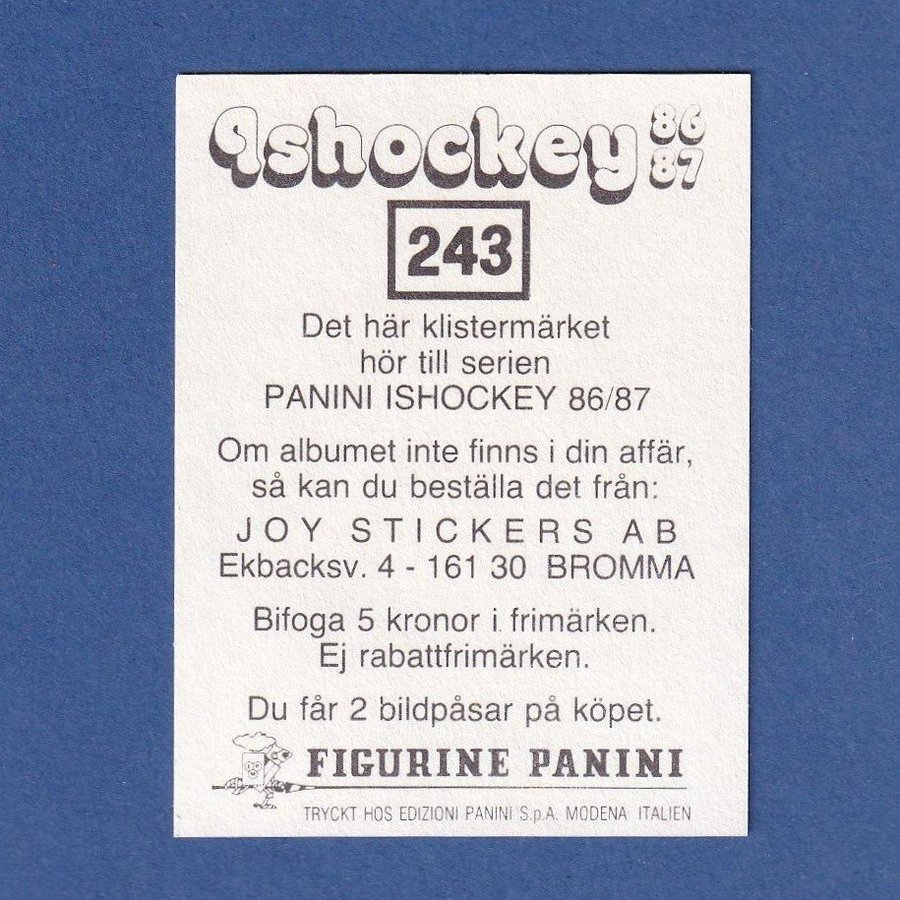 Ishockey 86 87
243
Det här klistermärket
hör till serien
PANINI ISHOCKEY 86/87
Om albumet inte finns i din affär,
så kan du beställa det från:
JOY STICKERS AB
Ekbacksv. 4 - 161 30 BROMMA
Bifoga 5 kronor i frimärken.
Ej rabattfrimärken.
Du får 2 bildpåsar på köpet.
FIGURINE PANINI
TRYCKT HOS EDIZIONI PANINI S.p.A. MODENA ITALIEN